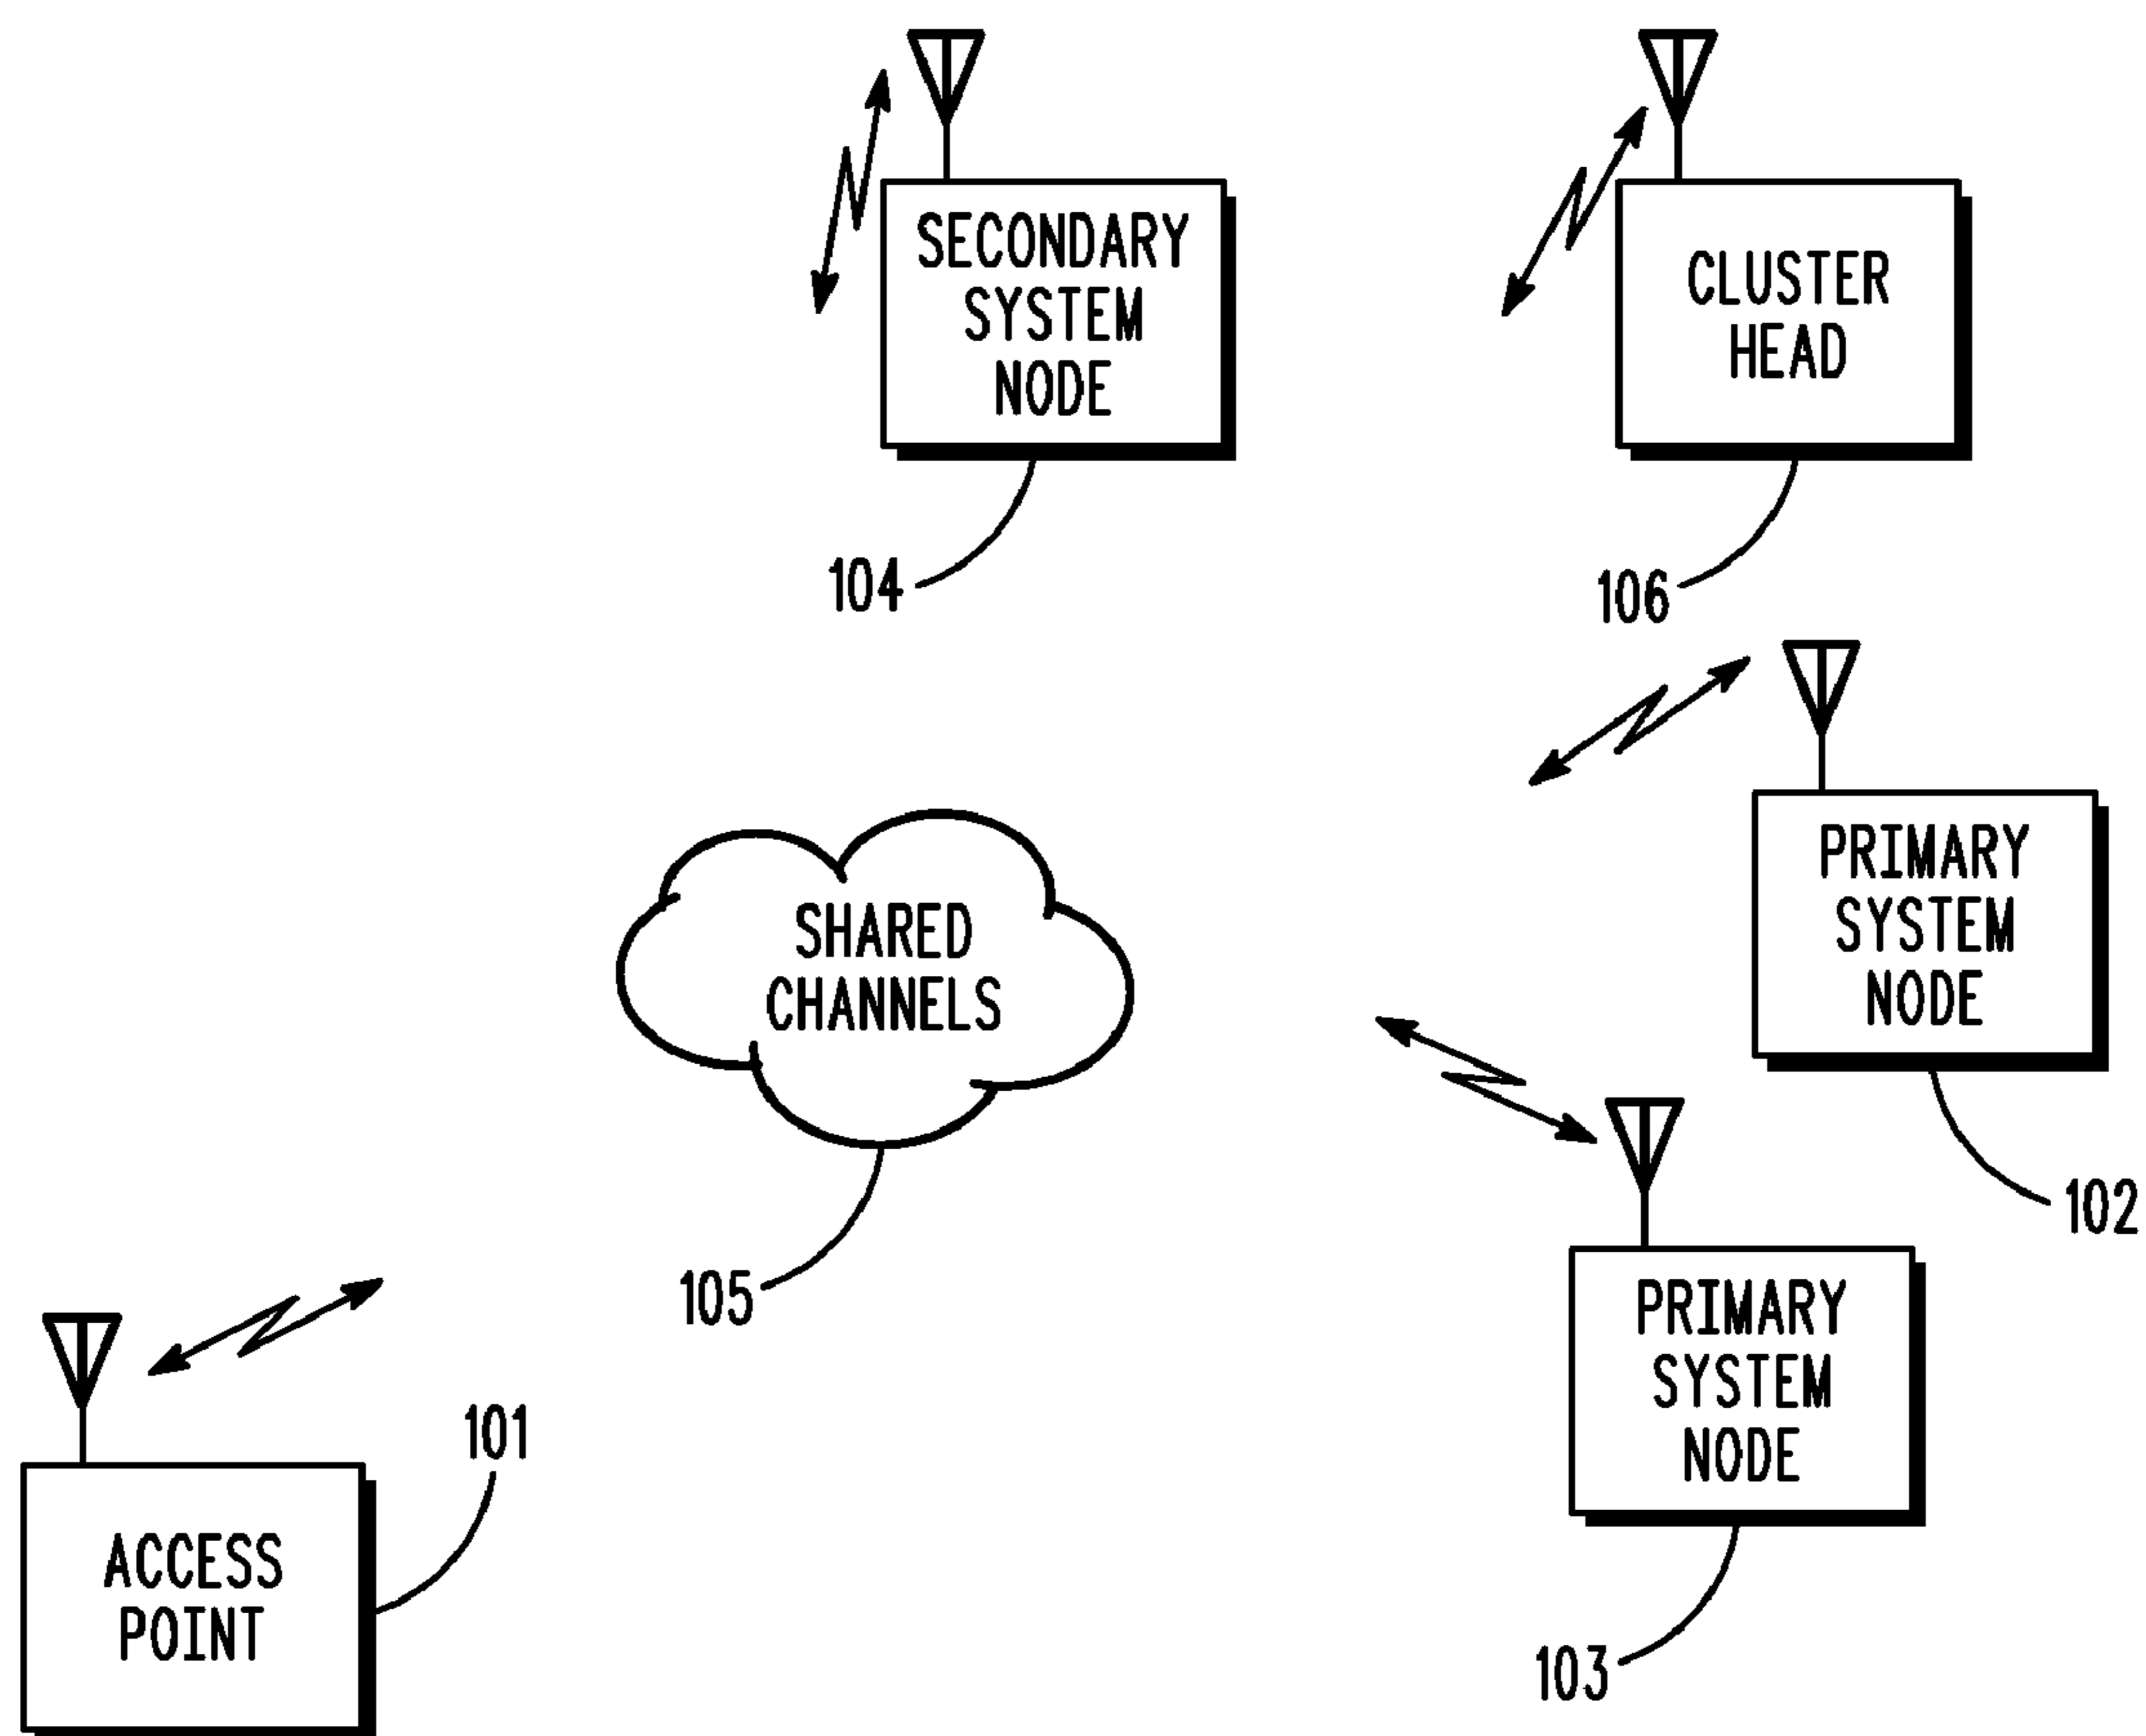 SECONDARY
SYSTEM
NODE
104
CLUSTER
HEAD
106
PRIMARY
SYSTEM
NODE
102
SHARED
CHANNELS
105
PRIMARY
SYSTEM
NODE
103
101
ACCESS
POINT